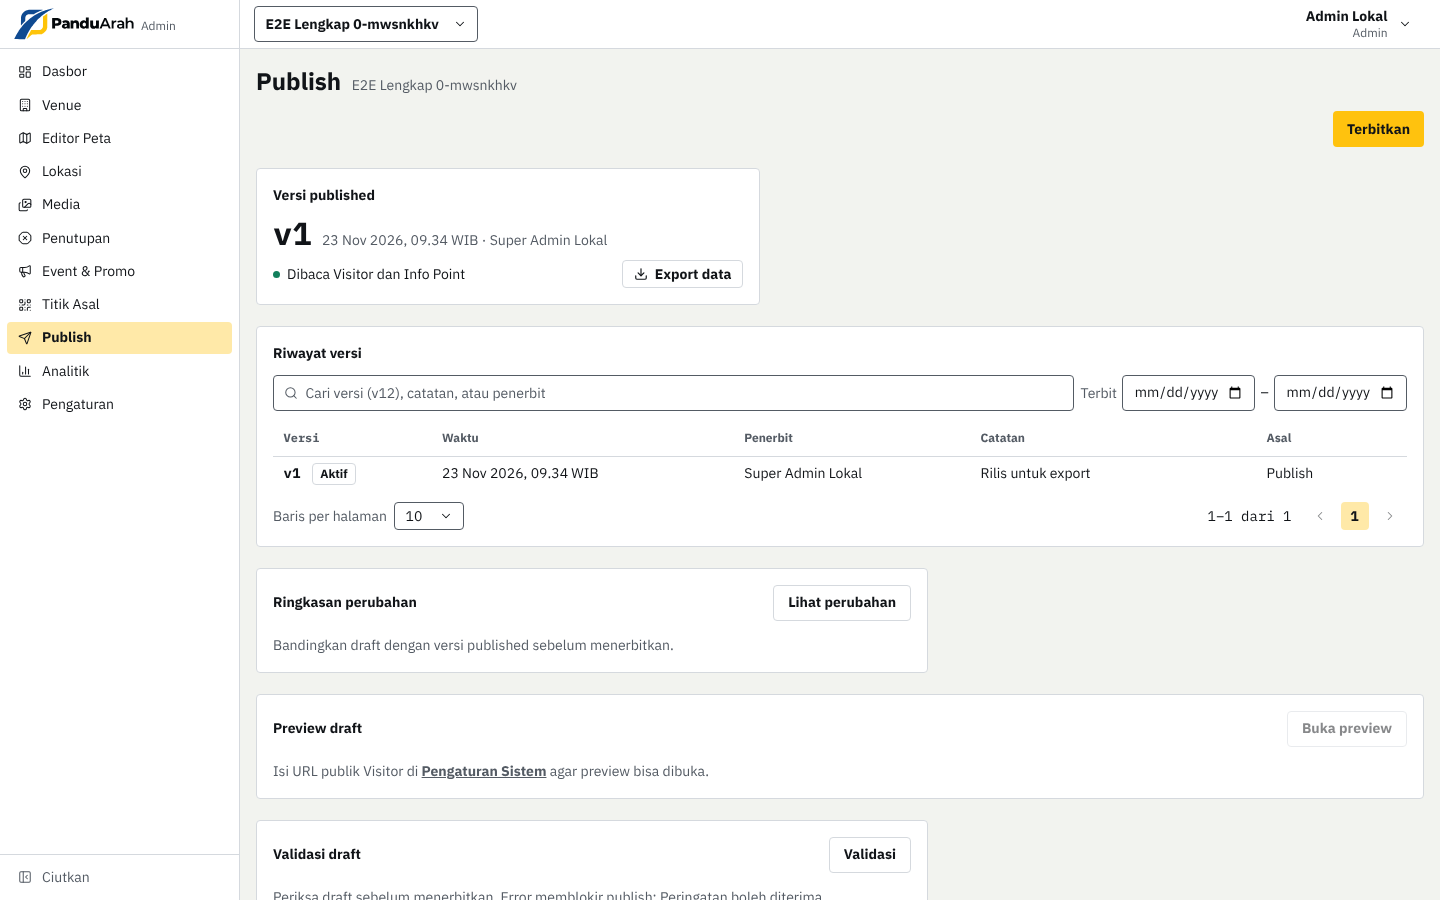 PanduArah Admin
E2E Lengkap 0-mwsnkhkv
Admin Lokal
Admin
Dasbor
Venue
Editor Peta
Lokasi
Media
Penutupan
Event & Promo
Titik Asal
Publish
Analitik
Pengaturan
Ciutkan
Publish E2E Lengkap 0-mwsnkhkv
Terbitkan
Versi published
v1 23 Nov 2026, 09.34 WIB · Super Admin Lokal
Dibaca Visitor dan Info Point
Export data
Riwayat versi
Cari versi (v12), catatan, atau penerbit
Terbit mm/dd/yyyy – mm/dd/yyyy
Versi Waktu Penerbit Catatan Asal
v1 Aktif 23 Nov 2026, 09.34 WIB Super Admin Lokal Rilis untuk export Publish
Baris per halaman 10
1–1 dari 1
1
Ringkasan perubahan
Lihat perubahan
Bandingkan draft dengan versi published sebelum menerbitkan.
Preview draft
Buka preview
Isi URL publik Visitor di Pengaturan Sistem agar preview bisa dibuka.
Validasi draft
Validasi
Periksa draft sebelum menerbitkan. Error memblokir publish; Peringatan boleh diterima.